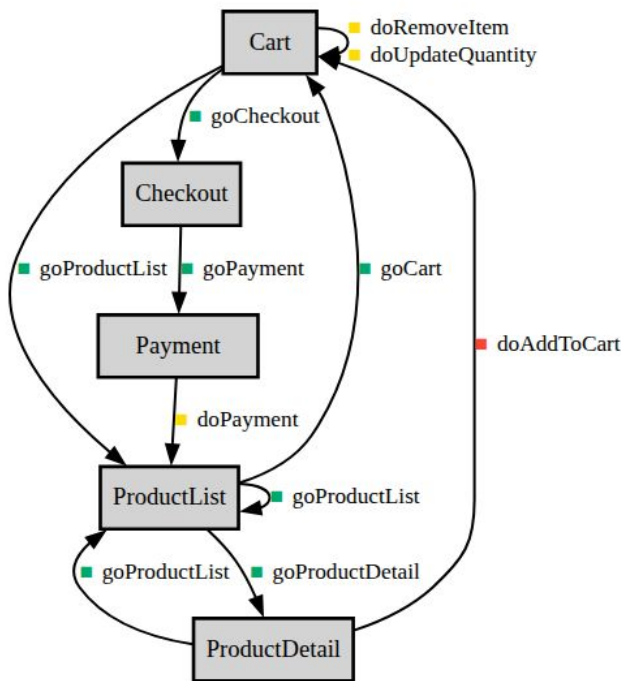 Cart
doRemoveItem
doUpdateQuantity
goCheckout
Checkout
goProductList
goPayment
goCart
Payment
doAddToCart
doPayment
ProductList
goProductList
goProductList
goProductDetail
ProductDetail